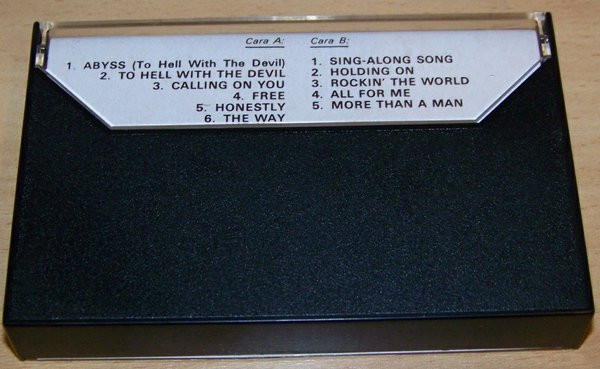 Cara A:
1. ABYSS (To Hell With The Devil)
2. TO HELL WITH THE DEVIL
3. CALLING ON YOU
4. FREE
5. HONESTLY
6. THE WAY
Cara B:
1. SING-ALONG SONG
2. HOLDING ON
3. ROCKIN' THE WORLD
4. ALL FOR ME
5. MORE THAN A MAN